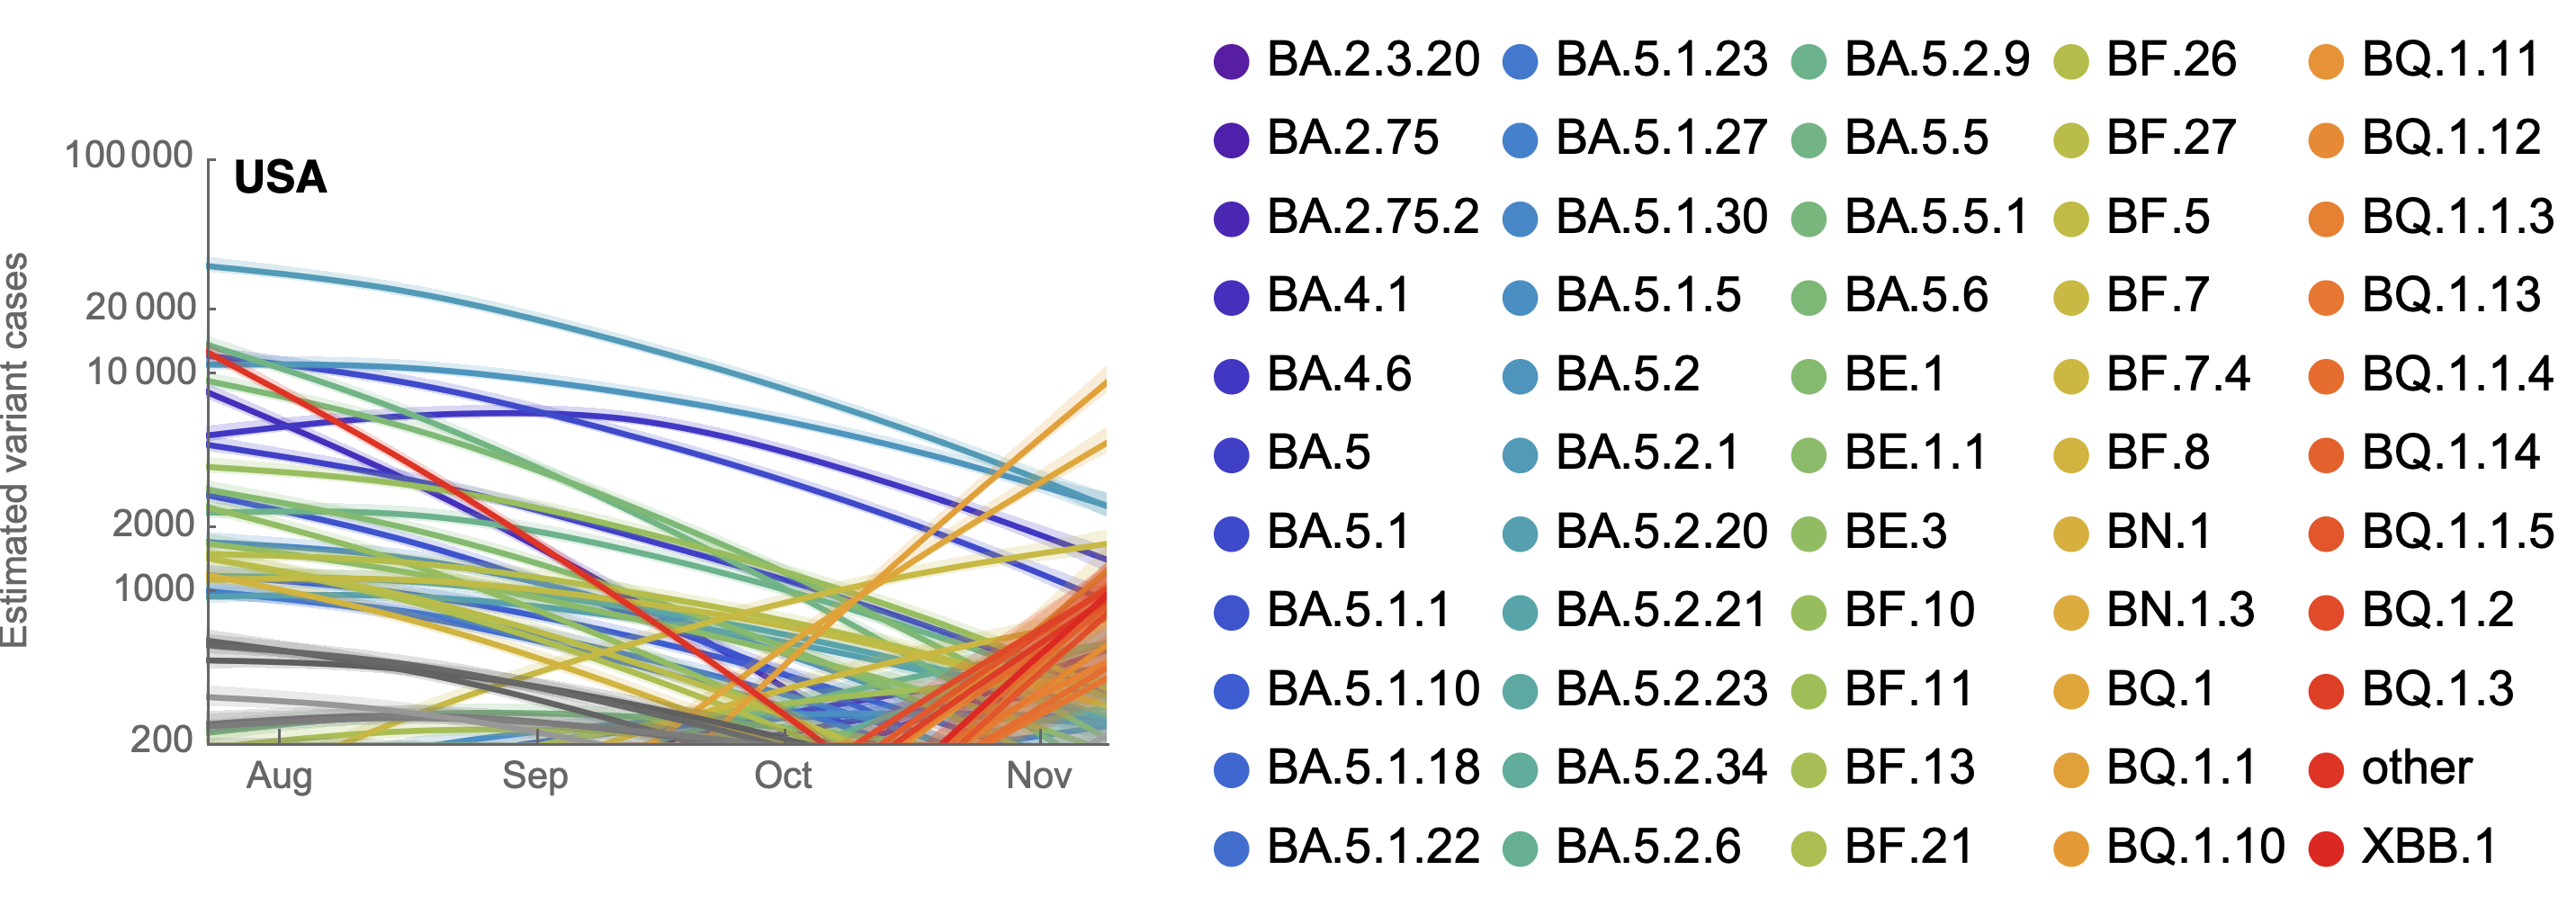 Estimated variant cases
USA
100 000
20 000
10 000
2000
1000
200
Aug Sep Oct Nov
BA.2.3.20 BA.5.1.23 BA.5.2.9 BF.26 BQ.1.11
BA.2.75 BA.5.1.27 BA.5.5 BF.27 BQ.1.12
BA.2.75.2 BA.5.1.30 BA.5.5.1 BF.5 BQ.1.1.3
BA.4.1 BA.5.1.5 BA.5.6 BF.7 BQ.1.13
BA.4.6 BA.5.2 BE.1 BF.7.4 BQ.1.1.4
BA.5 BA.5.2.1 BE.1.1 BF.8 BQ.1.14
BA.5.1 BA.5.2.20 BE.3 BN.1 BQ.1.1.5
BA.5.1.1 BA.5.2.21 BF.10 BN.1.3 BQ.1.2
BA.5.1.10 BA.5.2.23 BF.11 BQ.1 BQ.1.3
BA.5.1.18 BA.5.2.34 BF.13 BQ.1.1 other
BA.5.1.22 BA.5.2.6 BF.21 BQ.1.10 XBB.1